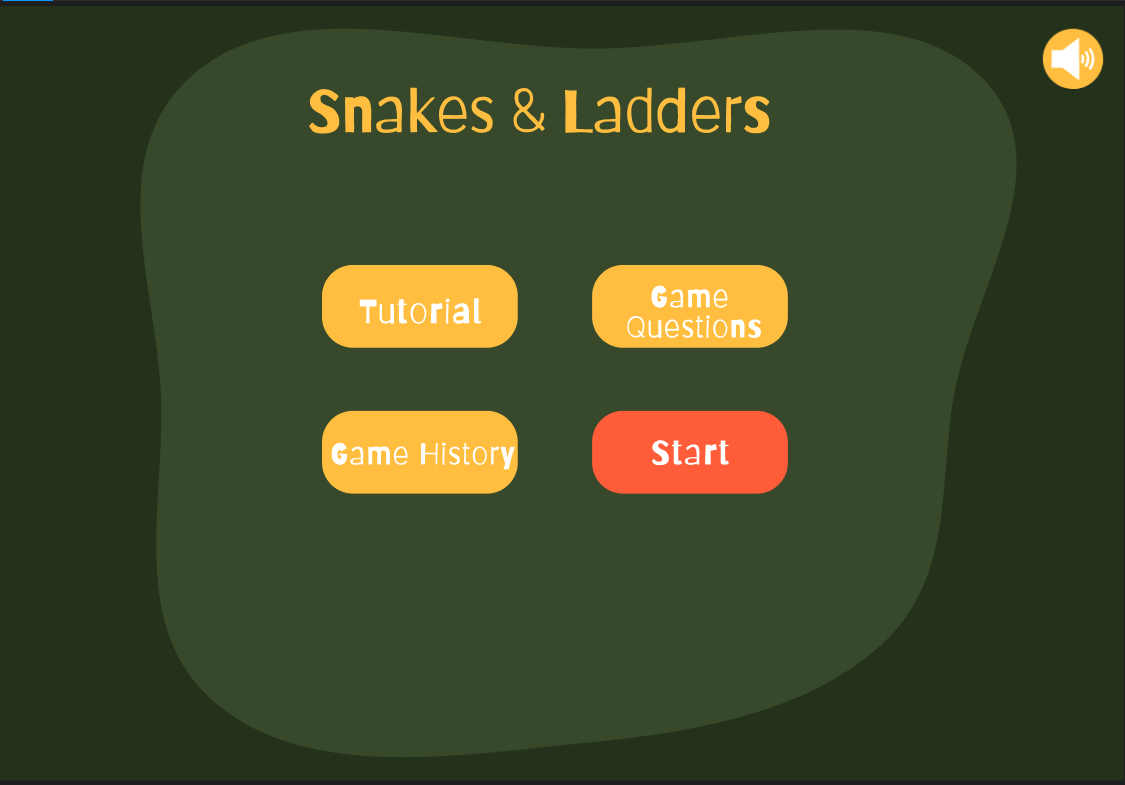 Snakes & Ladders
Tutorial
Game
Questions
Game History
Start